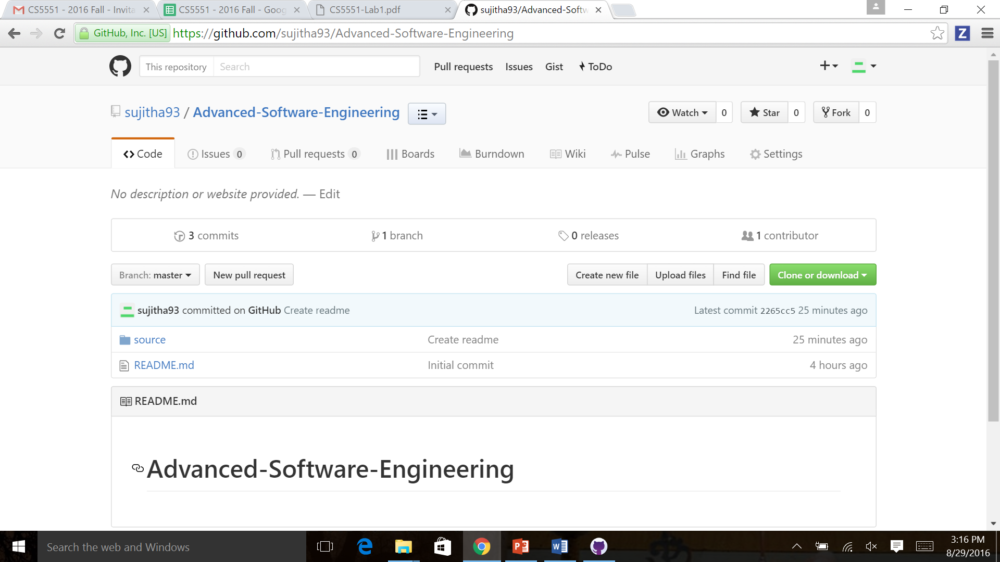 CS5551 - 2016 Fall - Invita
CS5551 - 2016 Fall - Goog
CS5551-Lab1.pdf
sujitha93/Advanced-Softw
GitHub, Inc. [US] https://github.com/sujitha93/Advanced-Software-Engineering
Z
This repository Search Pull requests Issues Gist ToDo
sujitha93 / Advanced-Software-Engineering
Watch 0 Star 0 Fork 0
Code Issues 0 Pull requests 0 Boards Burndown Wiki Pulse Graphs Settings
No description or website provided. — Edit
3 commits 1 branch 0 releases 1 contributor
Branch: master New pull request Create new file Upload files Find file Clone or download
sujitha93 committed on GitHub Create readme Latest commit 2265cc5 25 minutes ago
source Create readme 25 minutes ago
README.md Initial commit 4 hours ago
README.md
Advanced-Software-Engineering
Search the web and Windows
3:16 PM
8/29/2016